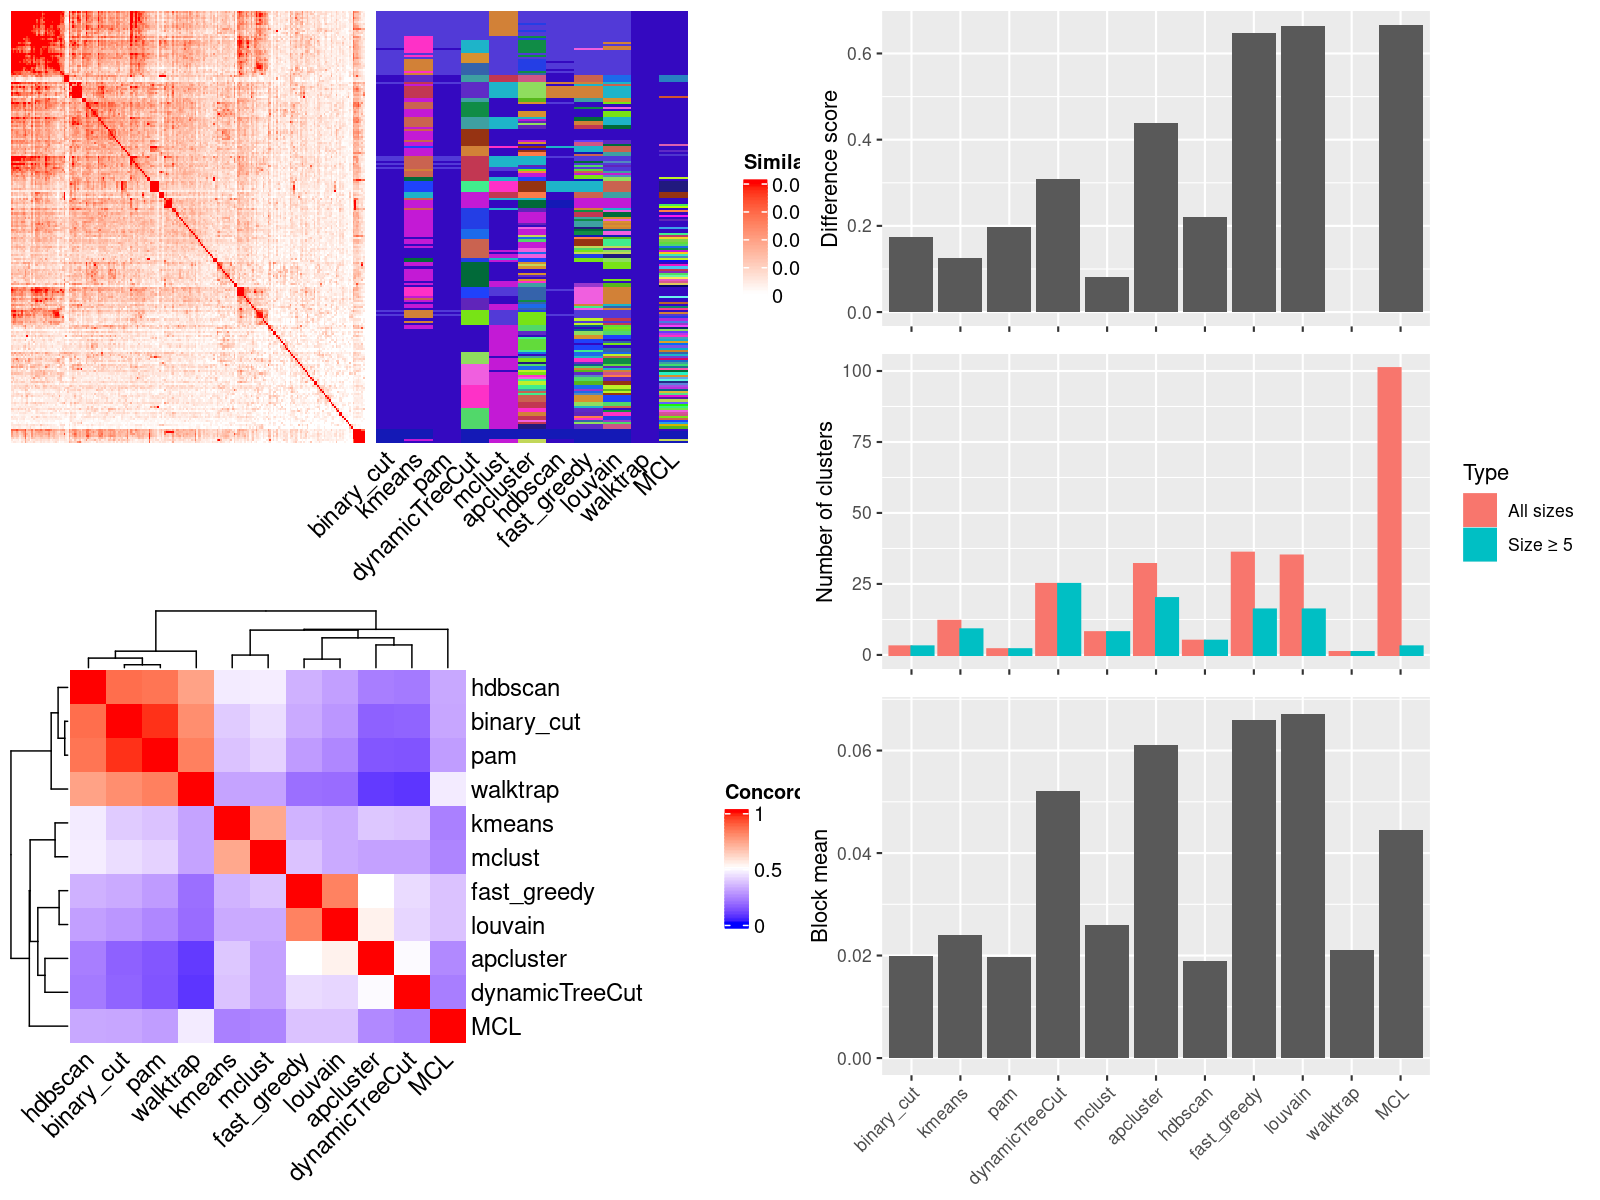 Simila
0.0
0.0
0.0
0.0
0
binary_cut
kmeans
pam
dynamicTreeCut
mclust
apcluster
hdbscan
fast_greedy
louvain
walktrap
MCL
hdbscan
binary_cut
pam
walktrap
kmeans
mclust
fast_greedy
louvain
apcluster
dynamicTreeCut
MCL
hdbscan
binary_cut
pam
walktrap
kmeans
mclust
fast_greedy
louvain
apcluster
dynamicTreeCut
MCL
Concord
1
0.5
0
Difference score
0.6
0.4
0.2
0.0
Number of clusters
100
75
50
25
0
Type
All sizes
Size ≥ 5
Block mean
0.06
0.04
0.02
0.00
binary_cut
kmeans
pam
dynamicTreeCut
mclust
apcluster
hdbscan
fast_greedy
louvain
walktrap
MCL